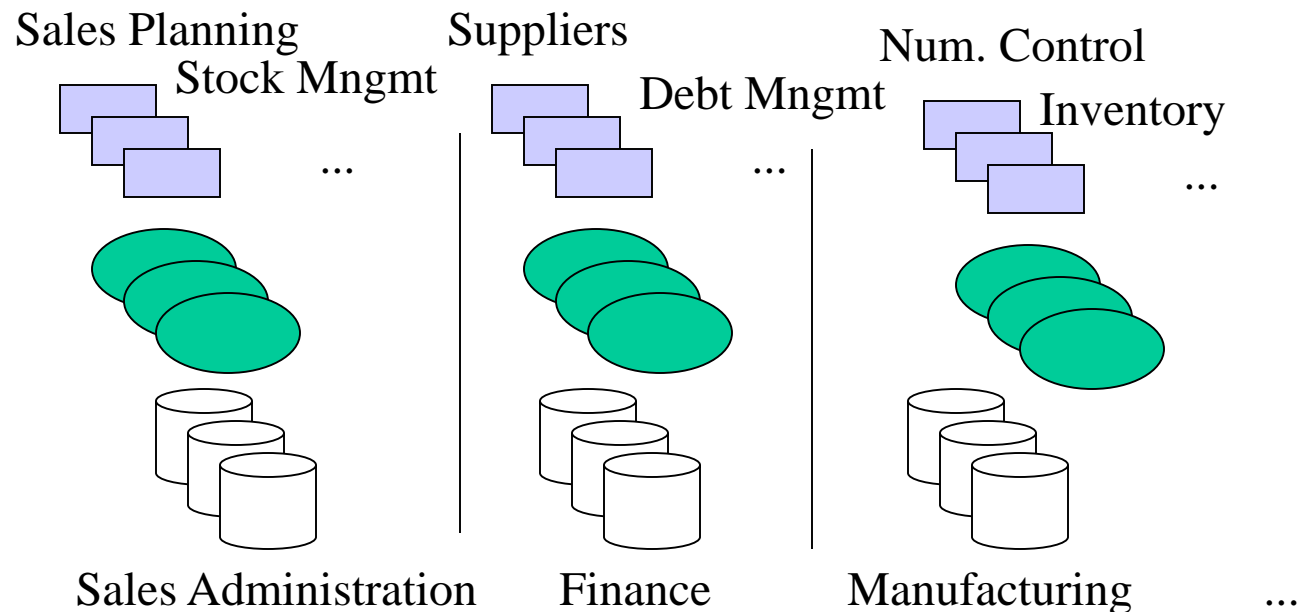 Sales Planning
Stock Mngmt
...
Suppliers
Debt Mngmt
...
Num. Control
Inventory
...
Sales Administration
Finance
Manufacturing
...